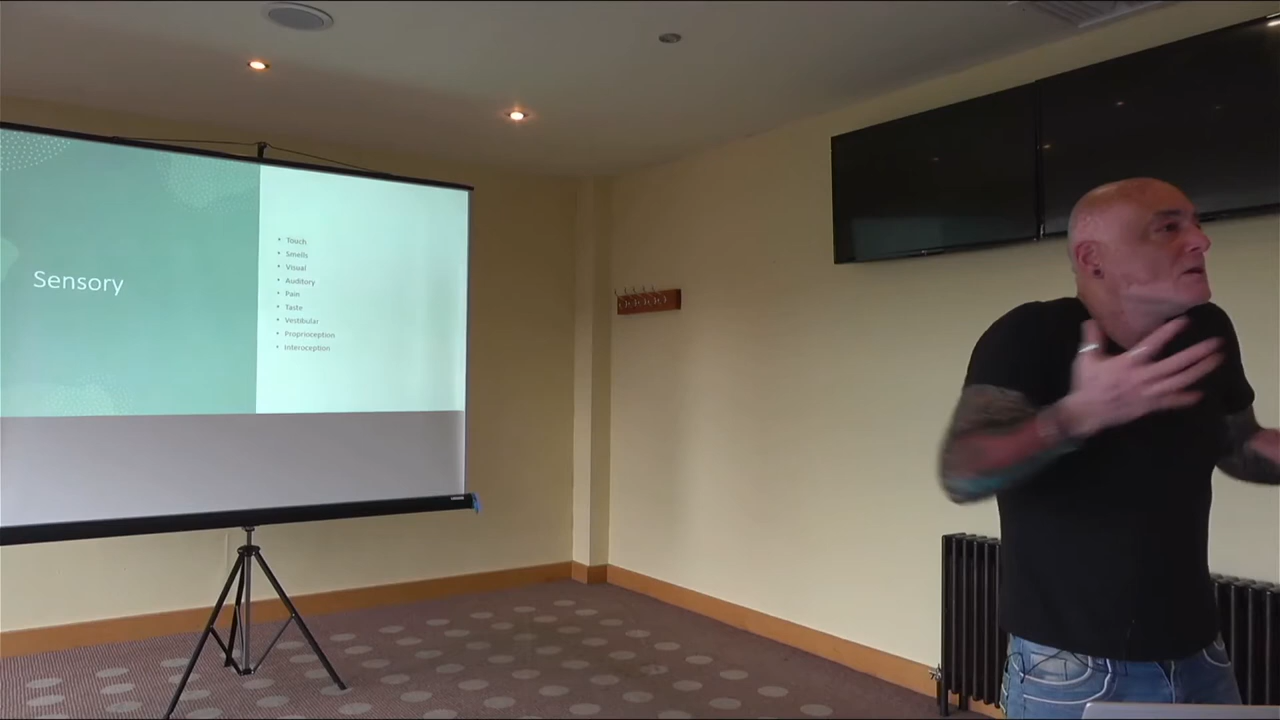 Sensory
• Touch
• Smells
• Visual
• Auditory
• Pain
• Taste
• Vestibular
• Proprioception
• Interoception